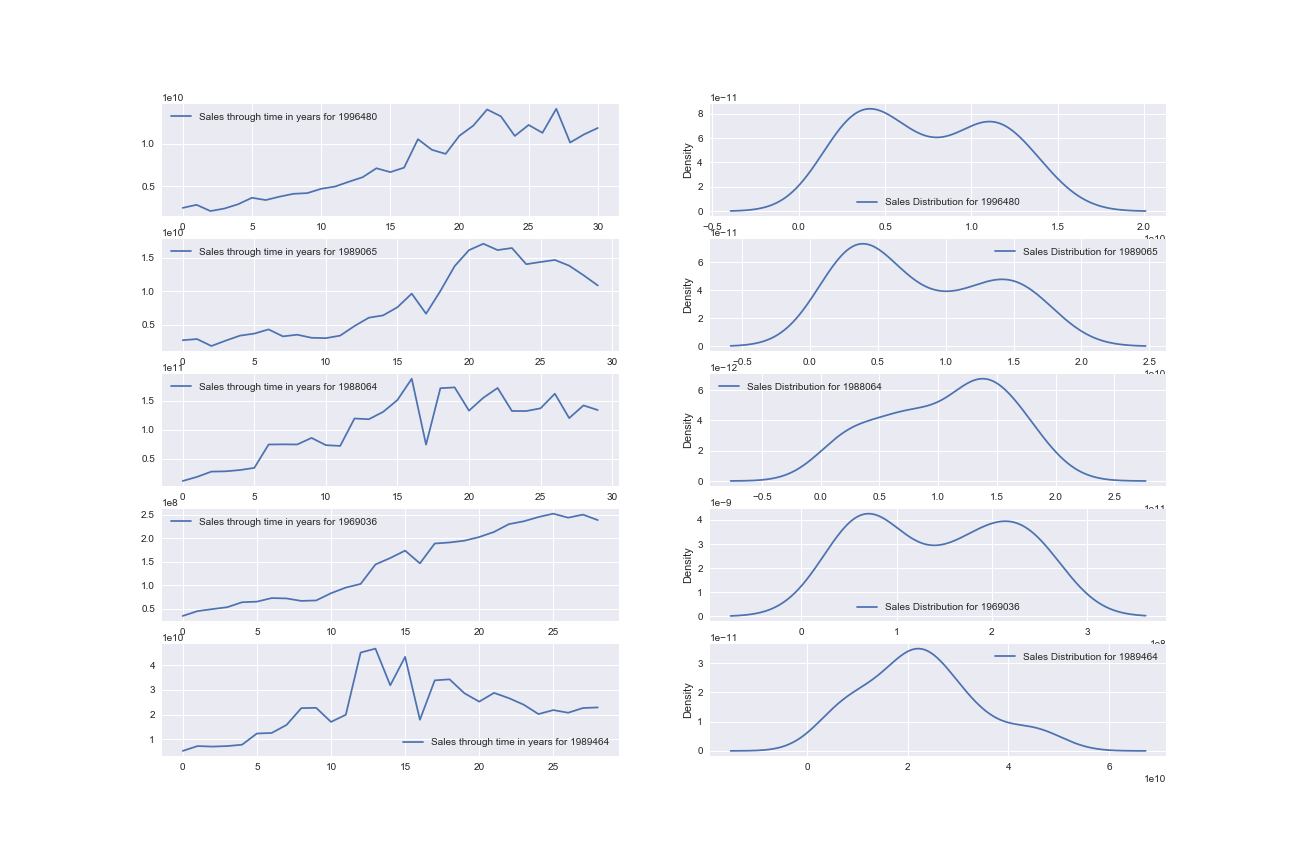 1e10
Sales through time in years for 1996480
1.0
0.5
0 5 10 15 20 25 30
1e−11
Density
8
6
4
2
0
Sales Distribution for 1996480
−0.5 0.0 0.5 1.0 1.5 2.0
1e10
1e10
Sales through time in years for 1989065
1.5
1.0
0.5
0 5 10 15 20 25 30
1e−11
Density
6
4
2
0
Sales Distribution for 1989065
−0.5 0.0 0.5 1.0 1.5 2.0 2.5
1e10
1e11
Sales through time in years for 1988064
1.5
1.0
0.5
0 5 10 15 20 25 30
1e−12
Density
6
4
2
0
Sales Distribution for 1988064
−0.5 0.0 0.5 1.0 1.5 2.0 2.5
1e11
1e8
Sales through time in years for 1969036
2.5
2.0
1.5
1.0
0.5
0 5 10 15 20 25
1e−9
Density
4
3
2
1
0
Sales Distribution for 1969036
0 1 2 3
1e8
1e10
4
3
2
1
Sales through time in years for 1989464
0 5 10 15 20 25
1e−11
Density
3
2
1
0
Sales Distribution for 1989464
0 2 4 6
1e10